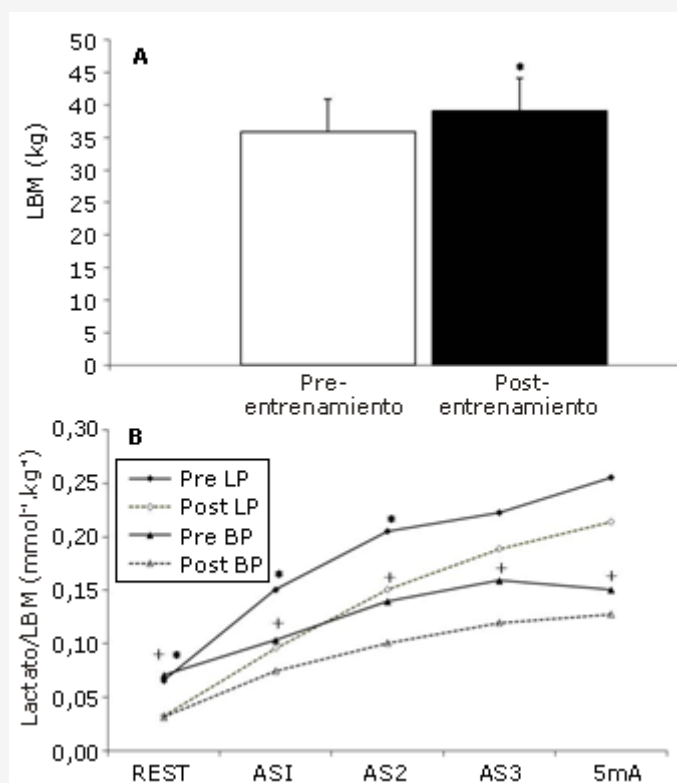 A
50
45
40
35
30
25
20
15
10
5
0
LBM (kg)
Pre-
entrenamiento
Post-
entrenamiento
B
0,30
0,25
0,20
0,15
0,10
0,05
0,00
Lactato/LBM (mmol⁻¹.kg⁻¹)
Pre LP
Post LP
Pre BP
Post BP
REST
AS1
AS2
AS3
5mA